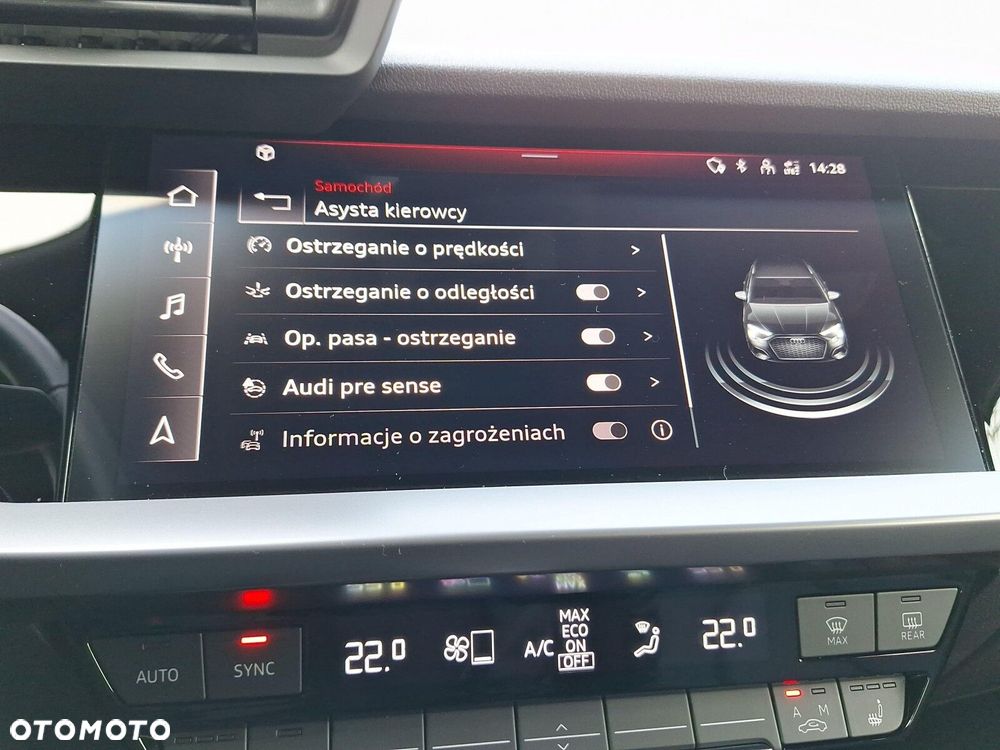 14:28
Samochód
Asysta kierowcy
Ostrzeganie o prędkości
Ostrzeganie o odległości
Op. pasa - ostrzeganie
Audi pre sense
Informacje o zagrożeniach
AUTO
SYNC
22.0
A/C
MAX
ECO
ON
OFF
22.0
MAX
REAR
A M
OTOMOTO